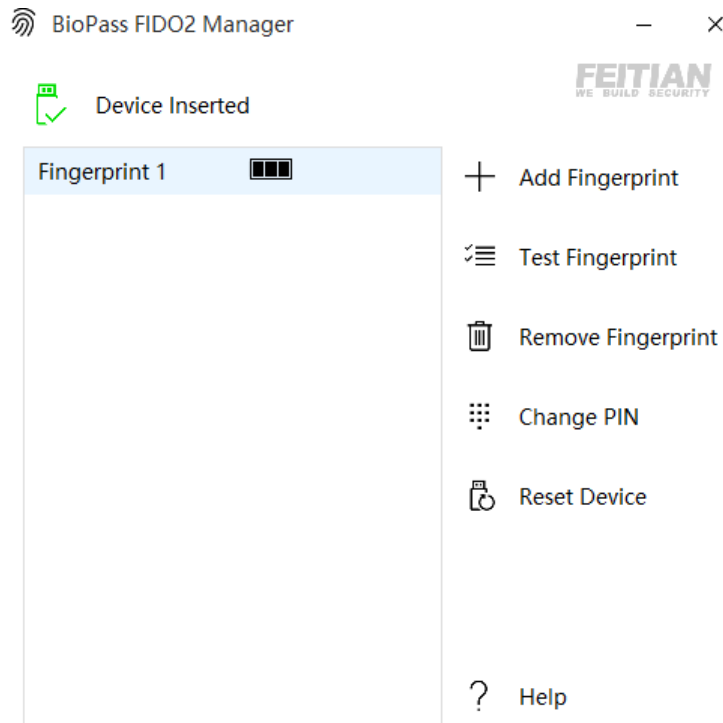 BioPass FIDO2 Manager
FEITIAN
WE BUILD SECURITY
Device Inserted
Fingerprint 1
Add Fingerprint
Test Fingerprint
Remove Fingerprint
Change PIN
Reset Device
Help